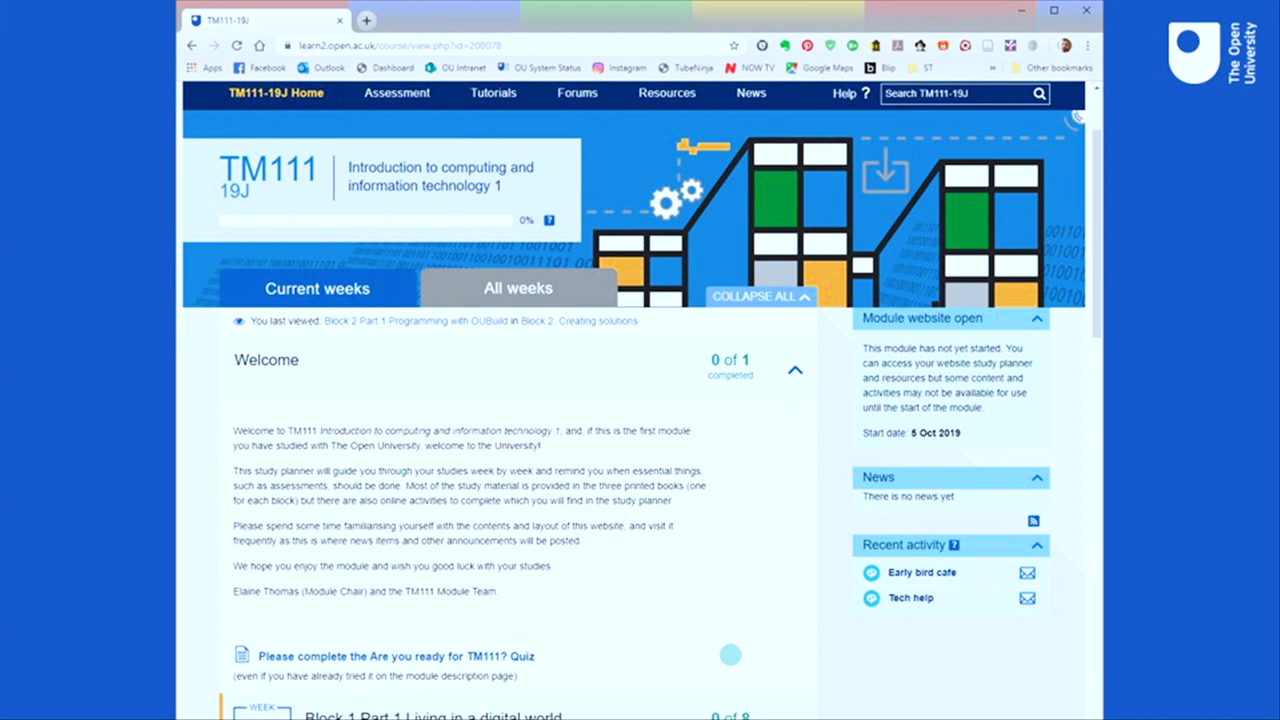 TM111-19J
learn2.open.ac.uk/course/view.php?id=208078
Apps Facebook Outlook Dashboard OU Intranet OU System Status Instagram TubeNinja NOW TV Google Maps Blip ST » Other bookmarks
The Open
University
TM111-19J Home Assessment Tutorials Forums Resources News Help ? Search TM111-19J
TM111
19J
Introduction to computing and
information technology 1
0% ?
Current weeks All weeks COLLAPSE ALL
You last viewed: Block 2 Part 1 Programming with OUBuild in Block 2: Creating solutions
Welcome
0 of 1
completed
Welcome to TM111 Introduction to computing and information technology 1, and, if this is the first module
you have studied with The Open University, welcome to the University!
This study planner will guide you through your studies week by week and remind you when essential things,
such as assessments, should be done. Most of the study material is provided in the three printed books (one
for each block) but there are also online activities to complete which you will find in the study planner.
Please spend some time familiarising yourself with the contents and layout of this website, and visit it
frequently as this is where news items and other announcements will be posted.
We hope you enjoy the module and wish you good luck with your studies.
Elaine Thomas (Module Chair) and the TM111 Module Team.
Please complete the Are you ready for TM111? Quiz
(even if you have already tried it on the module description page)
WEEK
Block 1 Part 1 Living in a digital world
0 of 8
Module website open
This module has not yet started. You
can access your website study planner
and resources but some content and
activities may not be available for use
until the start of the module.
Start date: 5 Oct 2019
News
There is no news yet
Recent activity ?
Early bird cafe
Tech help